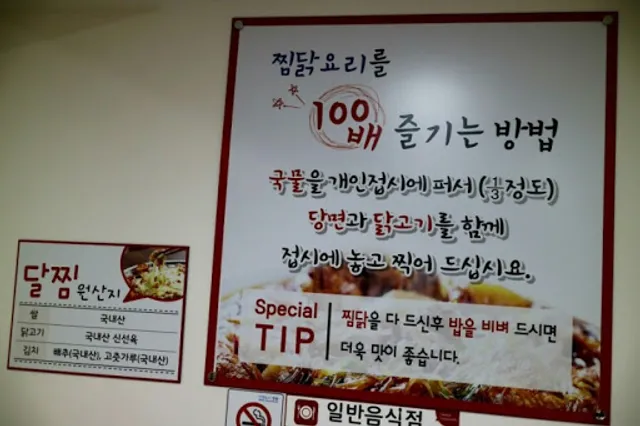 찜닭요리를
100배 즐기는 방법
국물을 개인접시에 퍼서 (⅓정도)
당면과 닭고기를 함께
접시에 놓고 찍어 드십시요.
Special
TIP
찜닭을 다 드신후 밥을 비벼 드시면
더욱 맛이 좋습니다.
달찜 원산지
쌀 국내산
닭고기 국내산 신선육
김치 배추(국내산), 고춧가루(국내산)
일반음식점